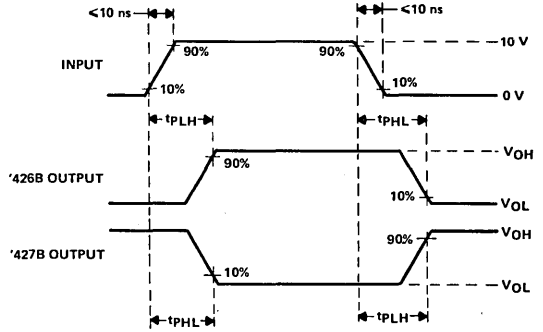 ≤10 ns
≤10 ns
10 V
90%
90%
INPUT
10%
10%
0 V
tPLH
tPHL
VOH
90%
'426B OUTPUT
10%
VOL
VOH
90%
'427B OUTPUT
10%
VOL
tPHL
tPLH